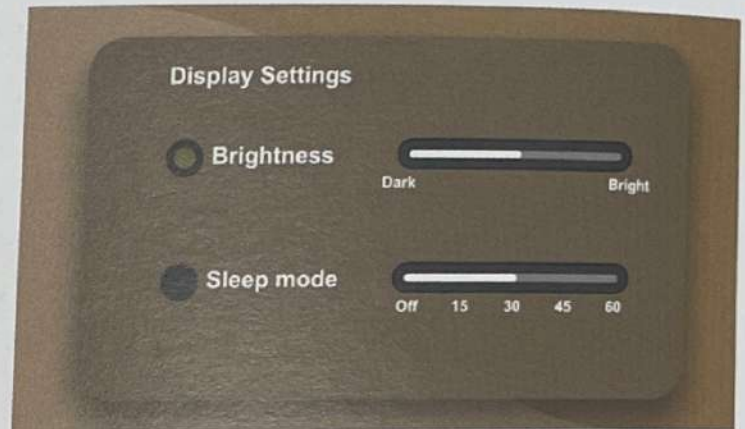 Display Settings
Brightness
Dark Bright
Sleep mode
Off 15 30 45 60